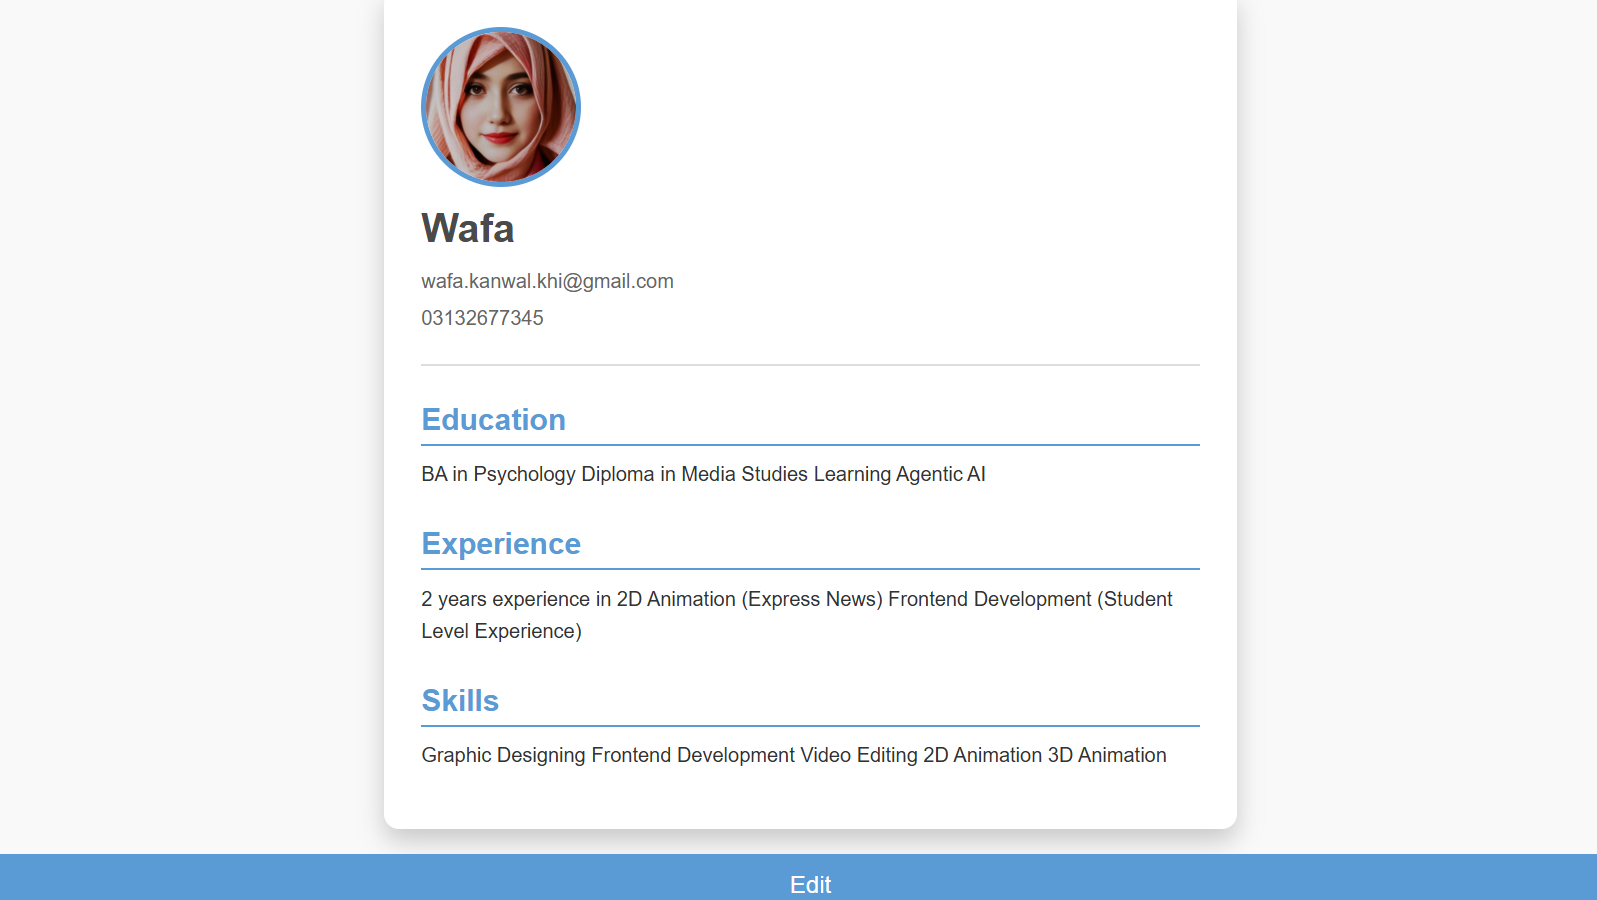 Wafa
wafa.kanwal.khi@gmail.com
03132677345
Education
BA in Psychology Diploma in Media Studies Learning Agentic AI
Experience
2 years experience in 2D Animation (Express News) Frontend Development (Student
Level Experience)
Skills
Graphic Designing Frontend Development Video Editing 2D Animation 3D Animation
Edit